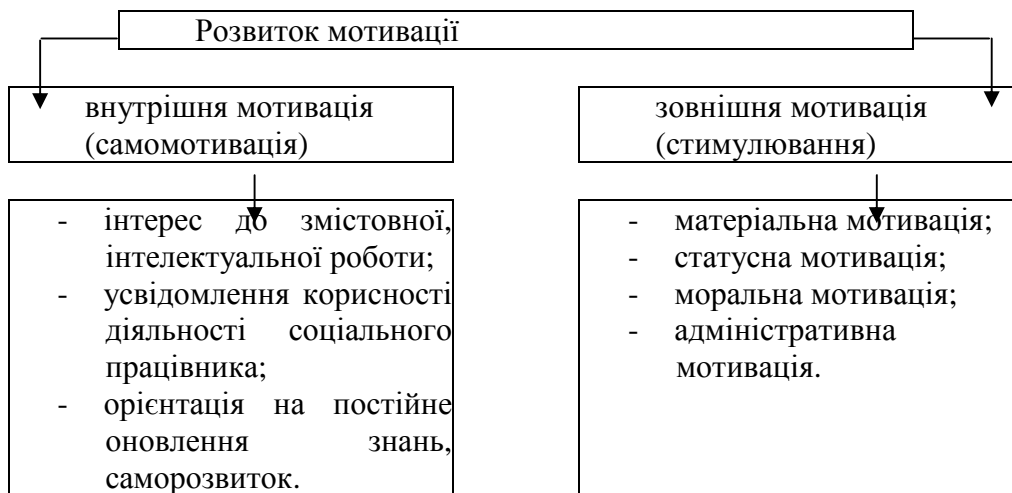 Розвиток мотивації
внутрішня мотивація
(самомотивація)
зовнішня мотивація
(стимулювання)
- інтерес до змістовної,
інтелектуальної роботи;
- усвідомлення корисності
діяльності соціального
працівника;
- орієнтація на постійне
оновлення знань,
саморозвиток.
- матеріальна мотивація;
- статусна мотивація;
- моральна мотивація;
- адміністративна
мотивація.